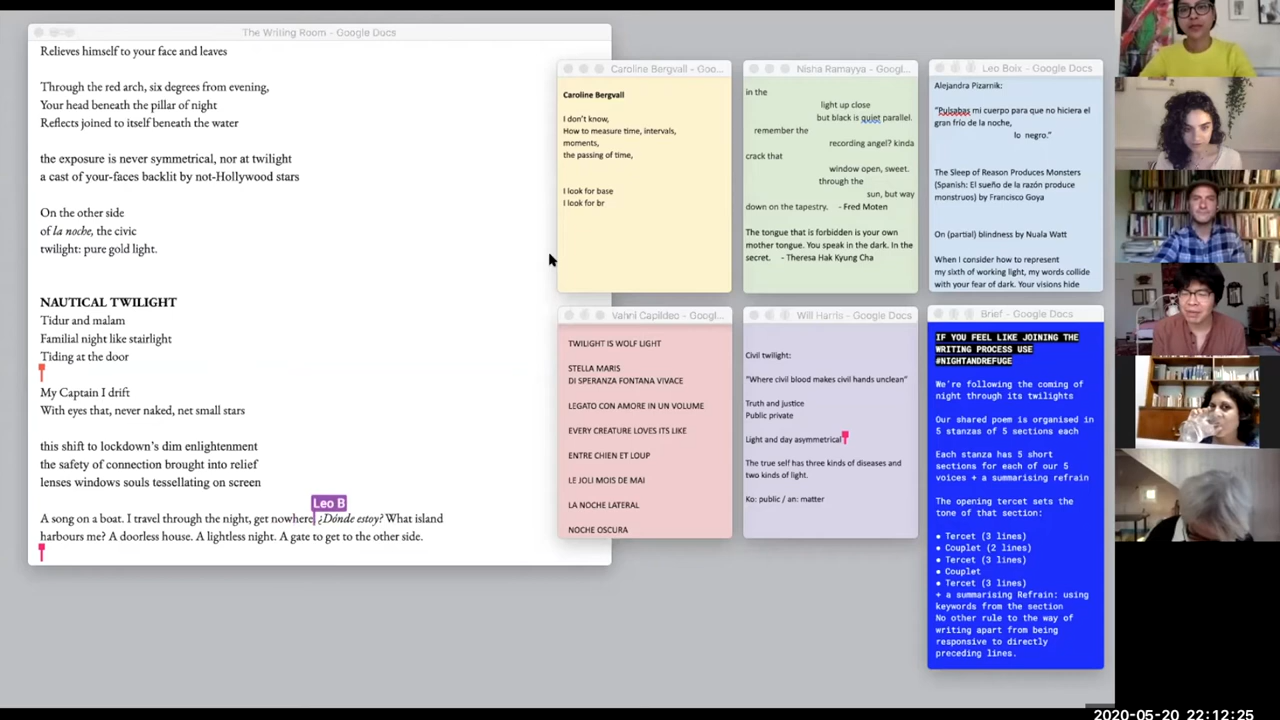 The Writing Room - Google Docs
Relieves himself to your face and leaves
Through the red arch, six degrees from evening,
Your head beneath the pillar of night
Reflects joined to itself beneath the water
the exposure is never symmetrical, nor at twilight
a cast of your-faces backlit by not-Hollywood stars
On the other side
of la noche, the civic
twilight: pure gold light.
NAUTICAL TWILIGHT
Tidur and malam
Familial night like stairlight
Tiding at the door
My Captain I drift
With eyes that, never naked, net small stars
this shift to lockdown's dim enlightenment
the safety of connection brought into relief
lenses windows souls tessellating on screen
Leo B
A song on a boat. I travel through the night, get nowhere ¿Dónde estoy? What island
harbours me? A doorless house. A lightless night. A gate to get to the other side.
Caroline Bergvall - Goo...
Caroline Bergvall
I don't know,
How to measure time, intervals,
moments,
the passing of time,
I look for base
I look for br
Nisha Ramayya - Googl...
in the
light up close
but black is quiet parallel.
remember the
recording angel? kinda
crack that
window open, sweet.
through the
sun, but way
down on the tapestry. - Fred Moten
The tongue that is forbidden is your own
mother tongue. You speak in the dark. In the
secret. - Theresa Hak Kyung Cha
Leo Boix - Google Docs
Alejandra Pizarnik:
"Pulsabas mi cuerpo para que no hiciera el
gran frío de la noche,
lo negro."
The Sleep of Reason Produces Monsters
(Spanish: El sueño de la razón produce
monstruos) by Francisco Goya
On (partial) blindness by Nuala Watt
When I consider how to represent
my sixth of working light, my words collide
with your fear of dark. Your visions hide
Vahni Capildeo - Googl...
TWILIGHT IS WOLF LIGHT
STELLA MARIS
DI SPERANZA FONTANA VIVACE
LEGATO CON AMORE IN UN VOLUME
EVERY CREATURE LOVES ITS LIKE
ENTRE CHIEN ET LOUP
LE JOLI MOIS DE MAI
LA NOCHE LATERAL
NOCHE OSCURA
Will Harris - Google Docs
Civil twilight:
"Where civil blood makes civil hands unclean"
Truth and justice
Public private
Light and day asymmetrical
The true self has three kinds of diseases and
two kinds of light.
Ko: public / an: matter
Brief - Google Docs
IF YOU FEEL LIKE JOINING THE
WRITING PROCESS USE
#NIGHTANDREFUGE
We're following the coming of
night through its twilights
Our shared poem is organised in
5 stanzas of 5 sections each
Each stanza has 5 short
sections for each of our 5
voices + a summarising refrain
The opening tercet sets the
tone of that section:
● Tercet (3 lines)
● Couplet (2 lines)
● Tercet (3 lines)
● Couplet
● Tercet (3 lines)
+ a summarising Refrain: using
keywords from the section
No other rule to the way of
writing apart from being
responsive to directly
preceding lines.
2020-05-20 22:12:25